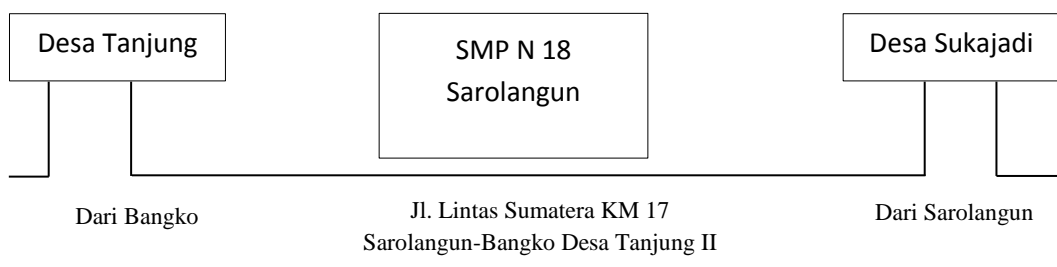 Desa Tanjung
SMP N 18
Sarolangun
Desa Sukajadi
Dari Bangko
Jl. Lintas Sumatera KM 17
Sarolangun-Bangko Desa Tanjung II
Dari Sarolangun